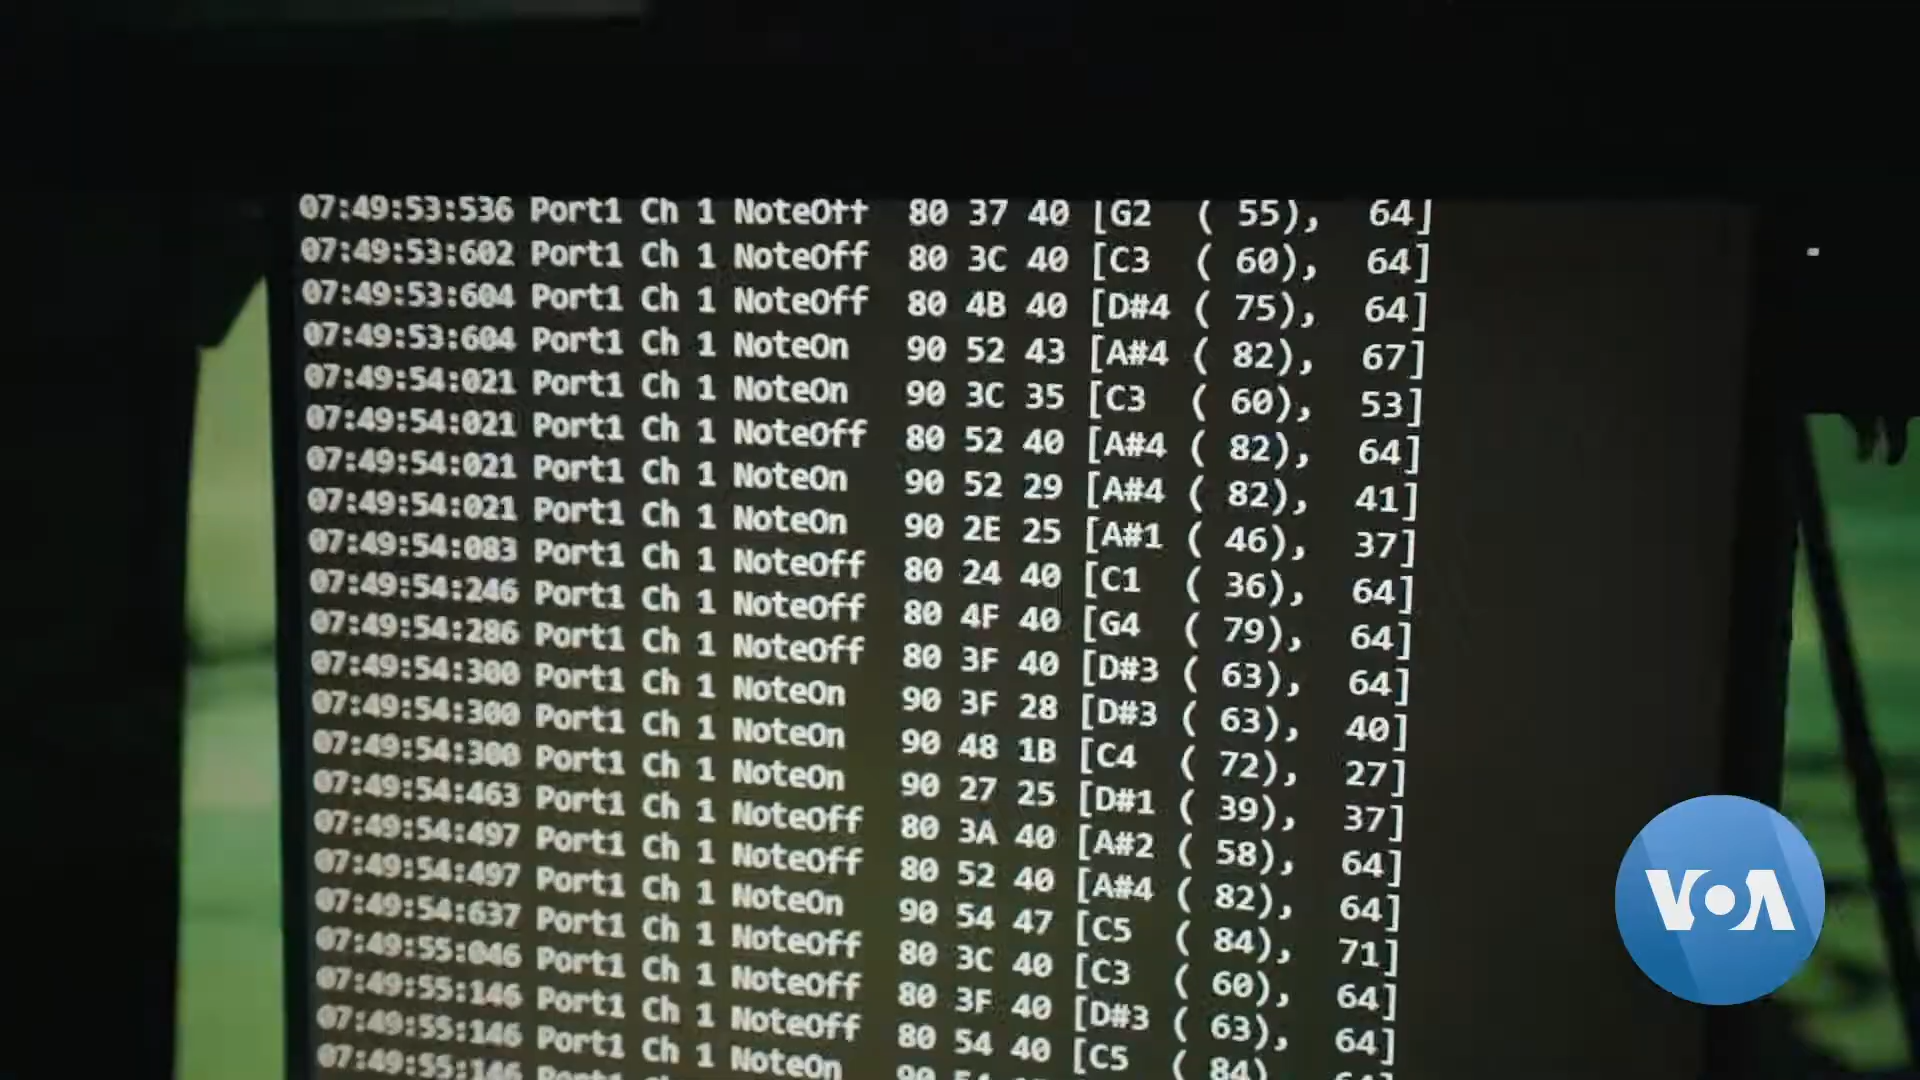 07:49:53:536 Port1 Ch 1 NoteOff 80 37 40 [G2 ( 55), 64]
07:49:53:602 Port1 Ch 1 NoteOff 80 3C 40 [C3 ( 60), 64]
07:49:53:604 Port1 Ch 1 NoteOff 80 4B 40 [D#4 ( 75), 64]
07:49:53:604 Port1 Ch 1 NoteOn 90 52 43 [A#4 ( 82), 67]
07:49:54:021 Port1 Ch 1 NoteOn 90 3C 35 [C3 ( 60), 53]
07:49:54:021 Port1 Ch 1 NoteOff 80 52 40 [A#4 ( 82), 64]
07:49:54:021 Port1 Ch 1 NoteOn 90 52 29 [A#4 ( 82), 41]
07:49:54:021 Port1 Ch 1 NoteOn 90 2E 25 [A#1 ( 46), 37]
07:49:54:083 Port1 Ch 1 NoteOff 80 24 40 [C1 ( 36), 64]
07:49:54:246 Port1 Ch 1 NoteOff 80 4F 40 [G4 ( 79), 64]
07:49:54:286 Port1 Ch 1 NoteOff 80 3F 40 [D#3 ( 63), 64]
07:49:54:300 Port1 Ch 1 NoteOn 90 3F 28 [D#3 ( 63), 40]
07:49:54:300 Port1 Ch 1 NoteOn 90 48 1B [C4 ( 72), 27]
07:49:54:300 Port1 Ch 1 NoteOn 90 27 25 [D#1 ( 39), 37]
07:49:54:463 Port1 Ch 1 NoteOff 80 3A 40 [A#2 ( 58), 64]
07:49:54:497 Port1 Ch 1 NoteOff 80 52 40 [A#4 ( 82), 64]
07:49:54:497 Port1 Ch 1 NoteOn 90 54 47 [C5 ( 84), 71]
07:49:54:637 Port1 Ch 1 NoteOff 80 3C 40 [C3 ( 60), 64]
07:49:55:046 Port1 Ch 1 NoteOff 80 3F 40 [D#3 ( 63), 64]
07:49:55:146 Port1 Ch 1 NoteOff 80 54 40 [C5 ( 84)
07:49:55:146 Port1 Ch 1 NoteOn 90
07:49:55:146
VOA